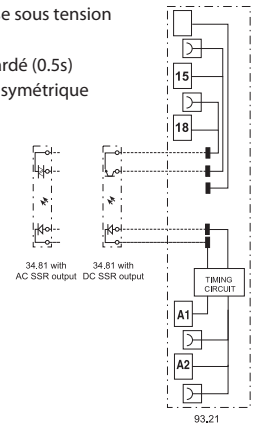 e sous tension
rdé (0.5s)
symétrique
15
18
34.81 with
AC SSR output
34.81 with
DC SSR output
TIMING
CIRCUIT
A1
A2
93.21